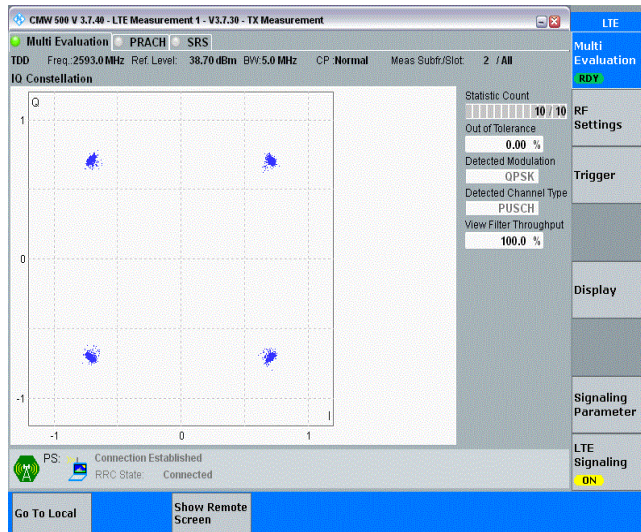 CMW 500 V 3.7.40 - LTE Measurement 1 - V3.7.30 - TX Measurement
LTE
Multi Evaluation PRACH SRS
TDD Freq.:2593.0 MHz Ref. Level: 38.70 dBm BW:5.0 MHz CP :Normal Meas Subfr./Slot: 2 / All
IQ Constellation
Q
1
0
-1
-1 0 1
I
Statistic Count
10 / 10
Out of Tolerance
0.00 %
Detected Modulation
QPSK
Detected Channel Type
PUSCH
View Filter Throughput
100.0 %
PS: Connection Established
RRC State: Connected
Multi
Evaluation
RDY
RF
Settings
Trigger
Display
Signaling
Parameter
LTE
Signaling
ON
Go To Local
Show Remote
Screen